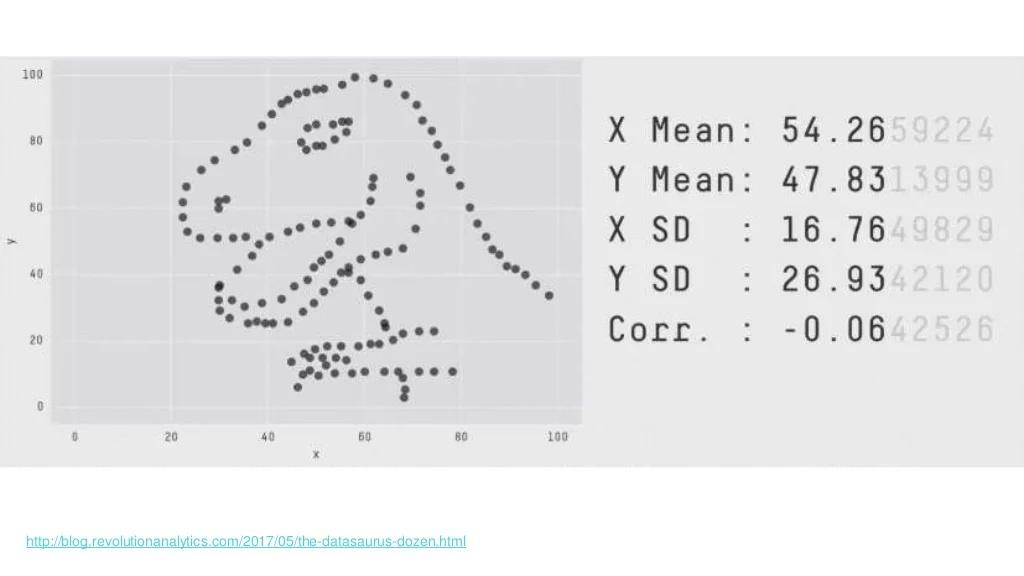 100
80
60
40
20
0
y
0 20 40 60 80 100
x
X Mean: 54.2659224
Y Mean: 47.8313999
X SD : 16.7649829
Y SD : 26.9342120
Corr. : -0.0642526
http://blog.revolutionanalytics.com/2017/05/the-datasaurus-dozen.html